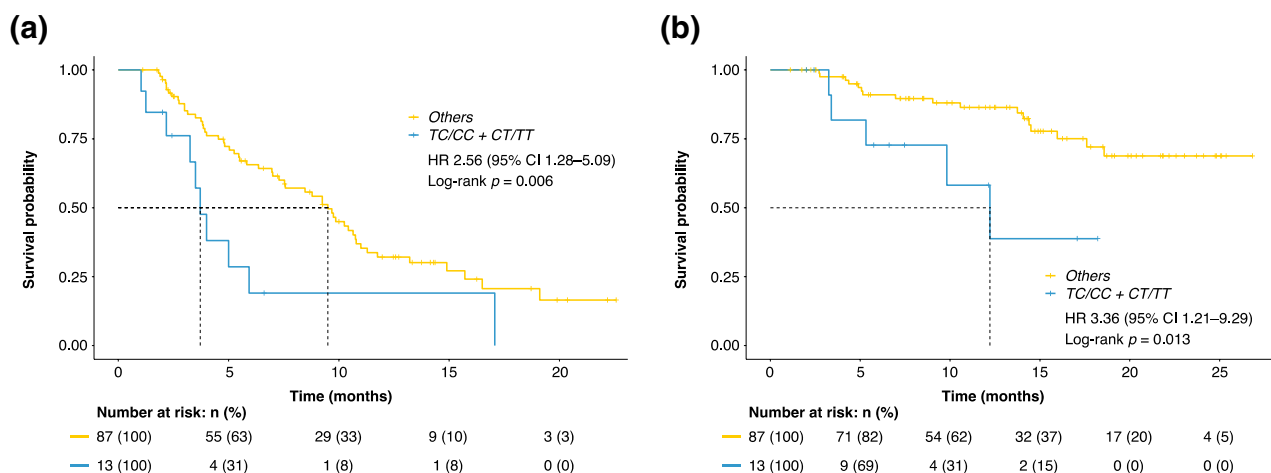 (a)
1.00
0.75
0.50
0.25
0.00
Survival probability
Others
TC/CC + CT/TT
HR 2.56 (95% CI 1.28–5.09)
Log-rank p = 0.006
0 5 10 15 20
Time (months)
Number at risk: n (%)
87 (100) 55 (63) 29 (33) 9 (10) 3 (3)
13 (100) 4 (31) 1 (8) 1 (8) 0 (0)
(b)
1.00
0.75
0.50
0.25
0.00
Survival probability
Others
TC/CC + CT/TT
HR 3.36 (95% CI 1.21–9.29)
Log-rank p = 0.013
0 5 10 15 20 25
Time (months)
Number at risk: n (%)
87 (100) 71 (82) 54 (62) 32 (37) 17 (20) 4 (5)
13 (100) 9 (69) 4 (31) 2 (15) 0 (0) 0 (0)